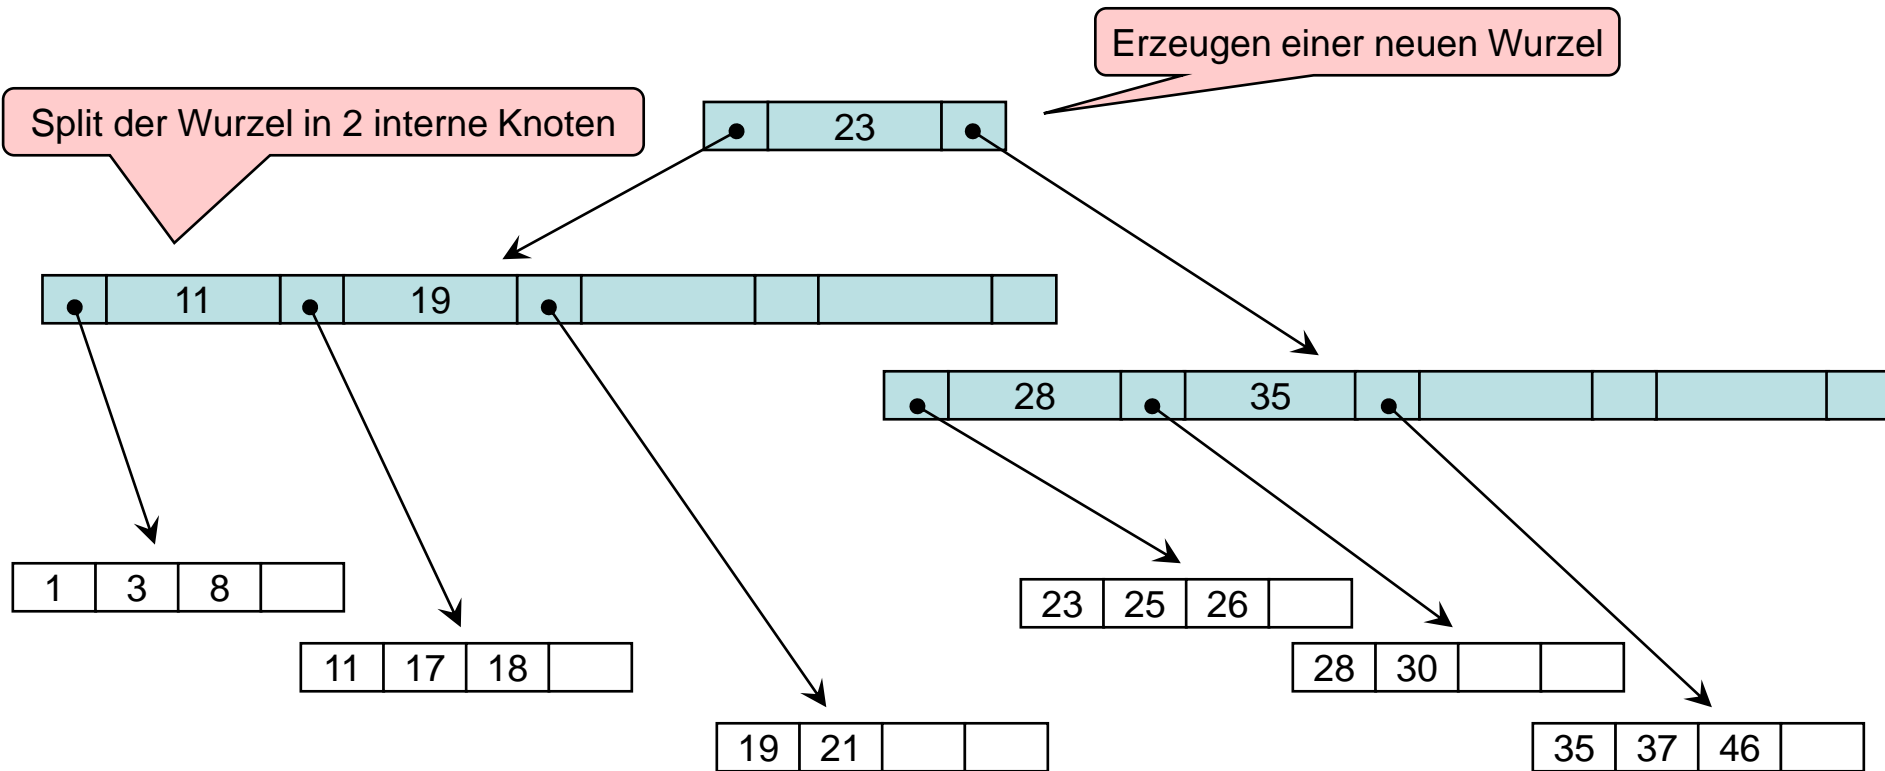 Erzeugen einer neuen Wurzel
Split der Wurzel in 2 interne Knoten
23
11 19
28 35
1 3 8
23 25 26
11 17 18
28 30
19 21
35 37 46